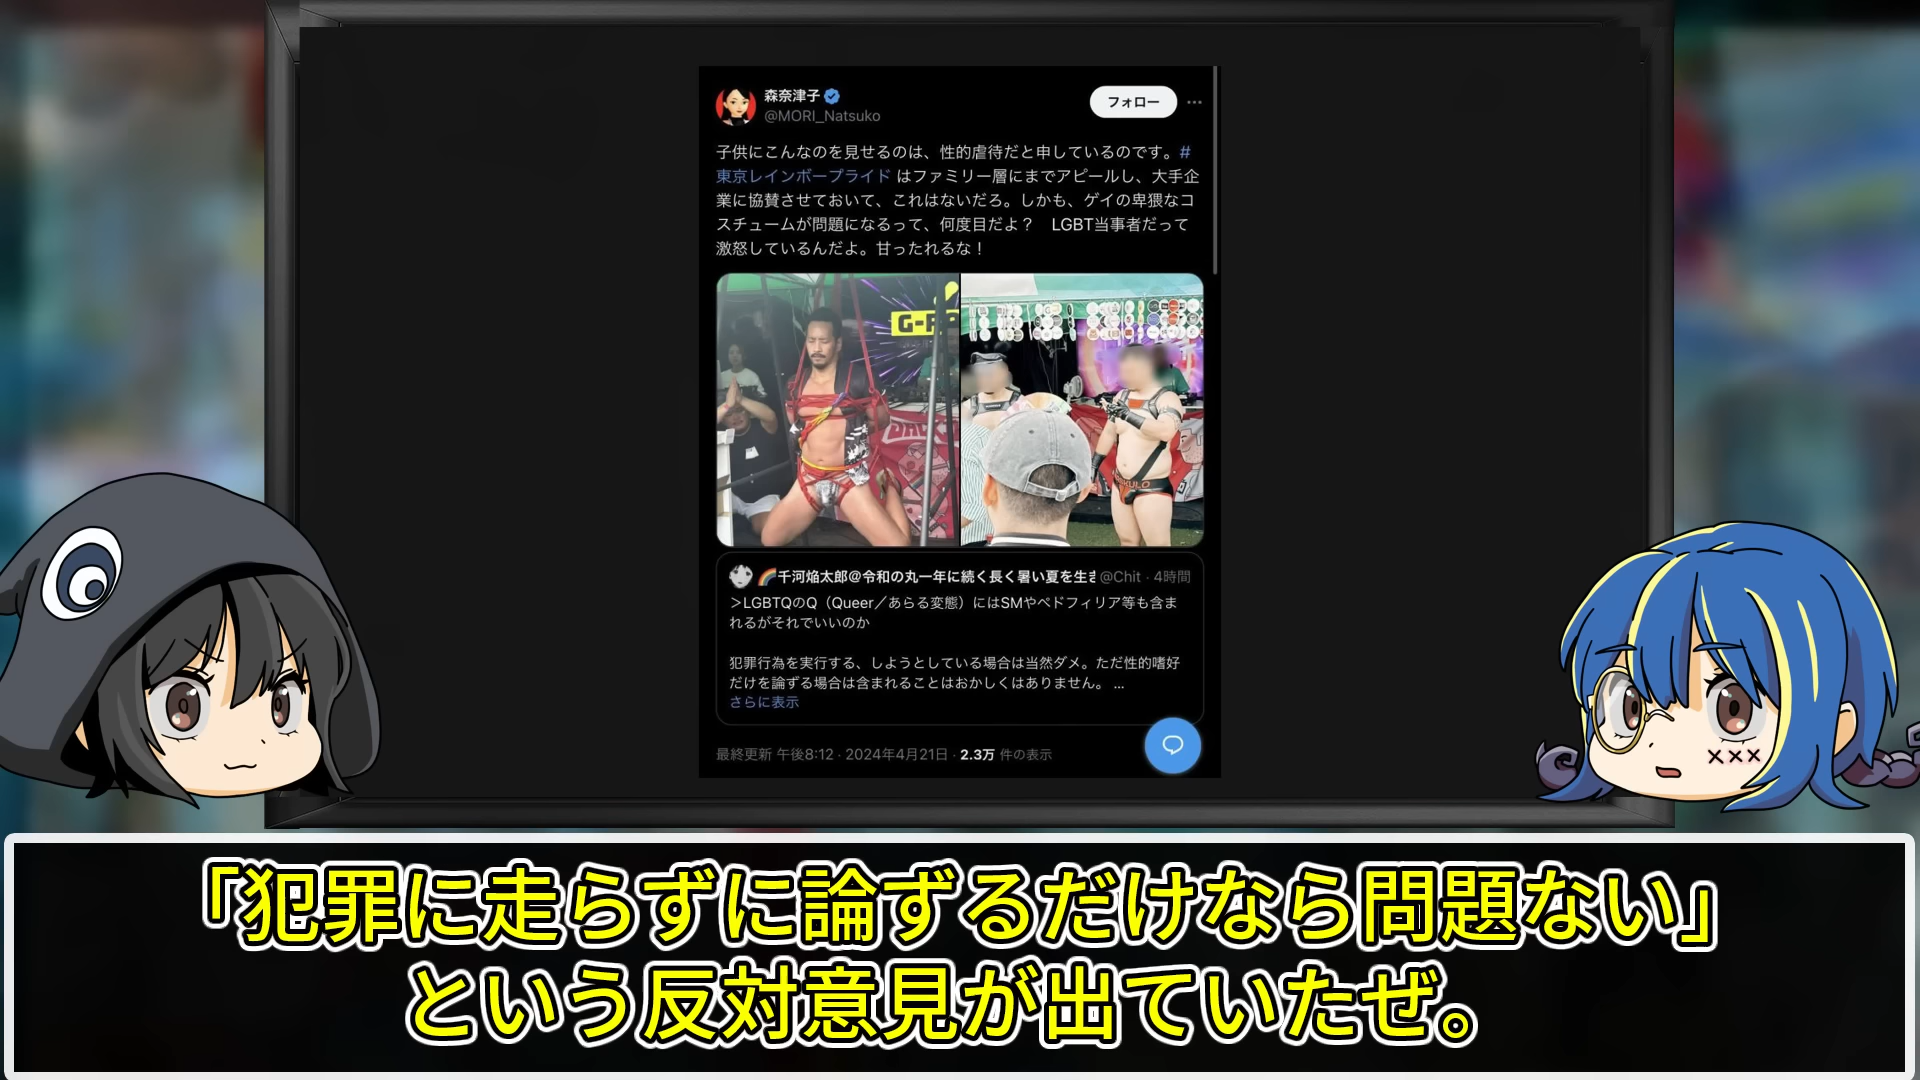 森奈津子
@MORI_Natsuko
フォロー
子供にこんなのを見せるのは、性的虐待だと申しているのです。#
東京レインボープライド はファミリー層にまでアピールし、大手企
業に協賛させておいて、これはないだろ。しかも、ゲイの卑猥なコ
スチュームが問題になるって、何度目だよ？　LGBT当事者だって
激怒しているんだよ。甘ったれるな！
🌈千河焔太郎＠令和の丸一年に続く長く暑い夏を生き @Chit · 4時間
＞LGBTQのQ（Queer／あらる変態）にはSMやペドフィリア等も含ま
れるがそれでいいのか
犯罪行為を実行する、しようとしている場合は当然ダメ。ただ性的嗜好
だけを論ずる場合は含まれることはおかしくはありません。 ...
さらに表示
最終更新 午後8:12 · 2024年4月21日 · 2.3万 件の表示
「犯罪に走らずに論ずるだけなら問題ない」
という反対意見が出ていたぜ。